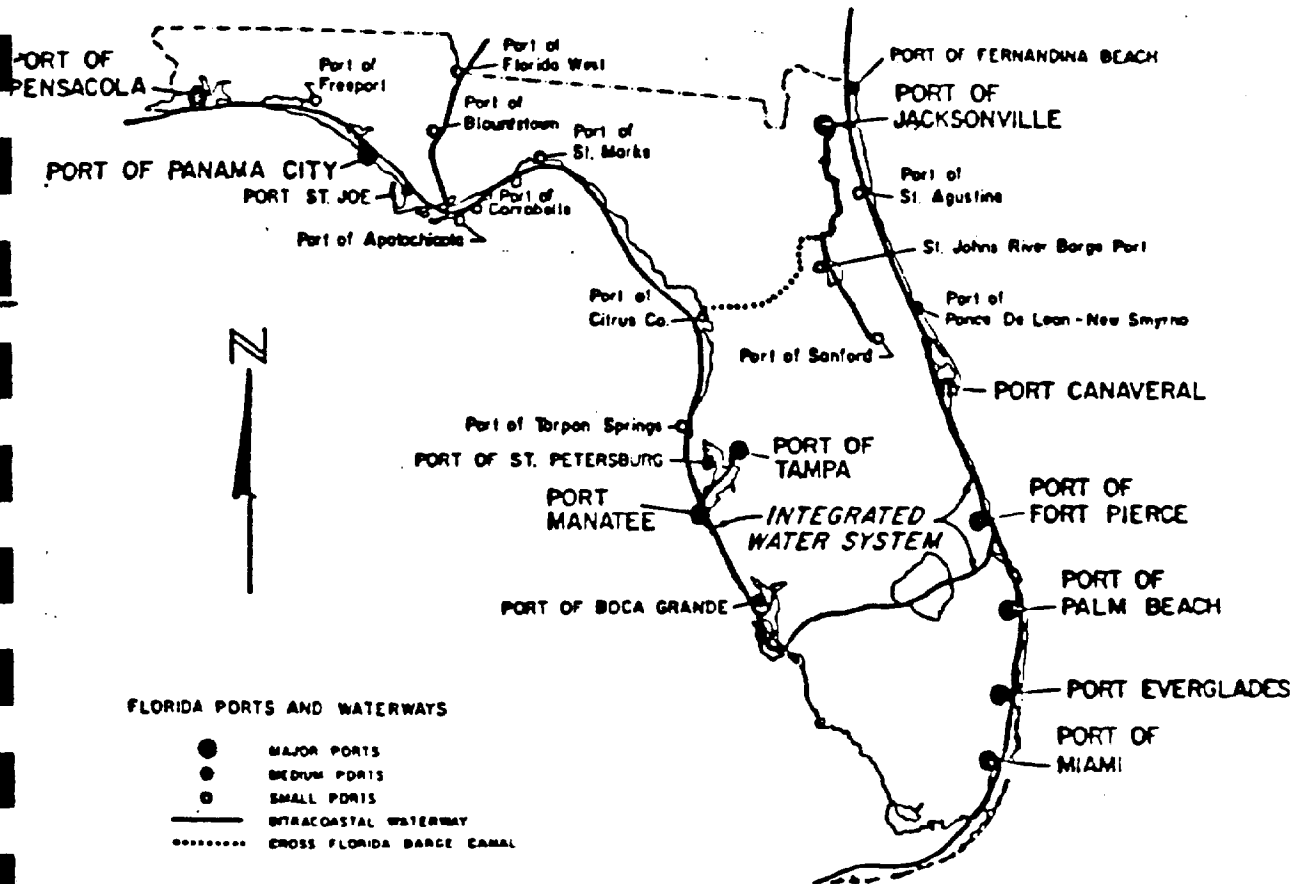 PORT OF
PENSACOLA
Port of
Freeport
Port of
Florida West
PORT OF FERNANDINA BEACH
PORT OF
JACKSONVILLE
Port of
Blountstown
Port of
St. Marks
PORT OF PANAMA CITY
PORT ST. JOE
Port of
Carrabelle
Port of Apalachicola
Port of
St. Agustine
St. Johns River Barge Port
Port of
Citrus Co.
Port of
Ponce De Leon - New Smyrna
Port of Sanford
N
PORT CANAVERAL
Port of Tarpon Springs
PORT OF ST. PETERSBURG
PORT OF
TAMPA
PORT
MANATEE
INTEGRATED
WATER SYSTEM
PORT OF
FORT PIERCE
PORT OF BOCA GRANDE
PORT OF
PALM BEACH
PORT EVERGLADES
PORT OF
MIAMI
FLORIDA PORTS AND WATERWAYS
MAJOR PORTS
MEDIUM PORTS
SMALL PORTS
INTRACOASTAL WATERWAY
CROSS FLORIDA BARGE CANAL